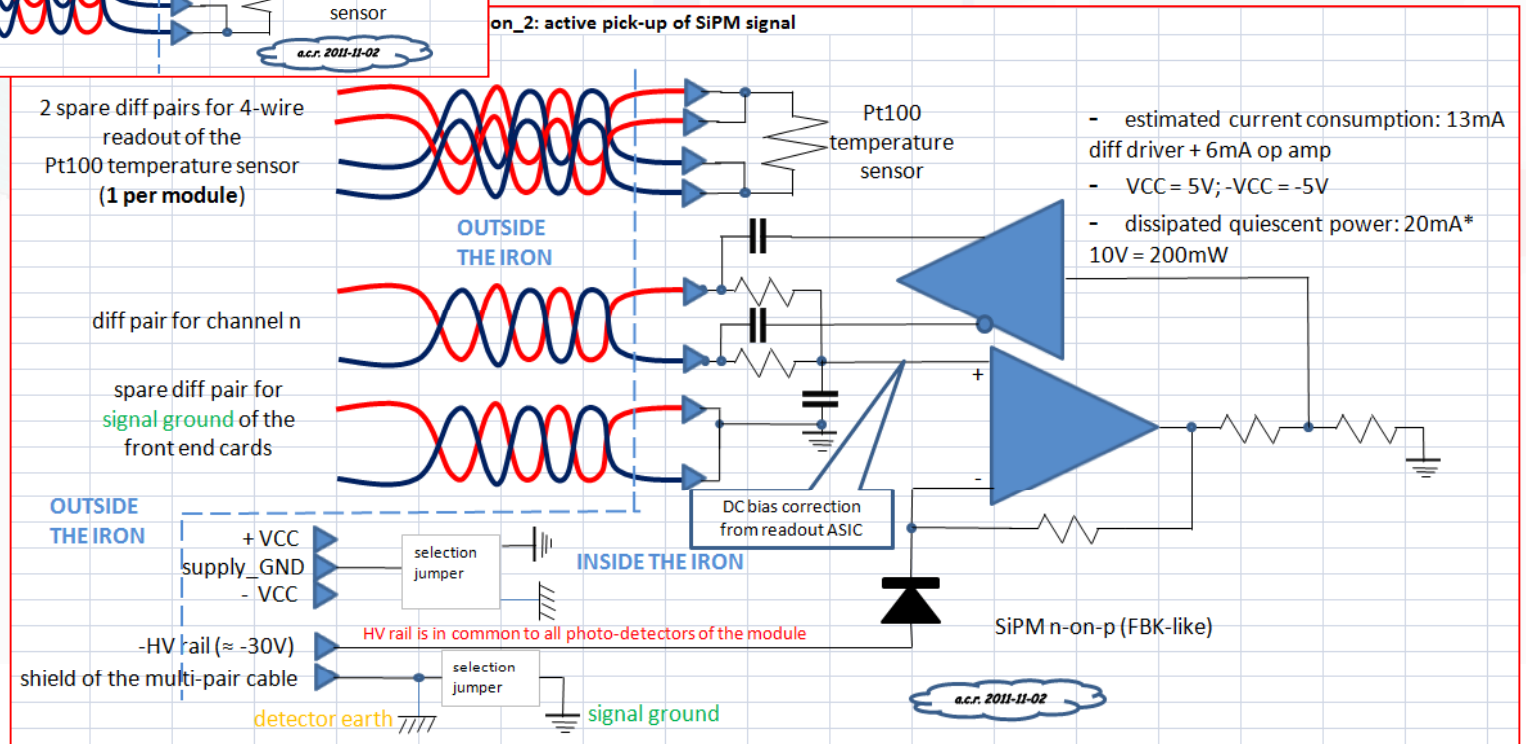 sensor
a.c.r. 2011-11-02
on_2: active pick-up of SiPM signal
2 spare diff pairs for 4-wire
readout of the
Pt100 temperature sensor
(1 per module)
Pt100
temperature
sensor
- estimated current consumption: 13mA
diff driver + 6mA op amp
- VCC = 5V; -VCC = -5V
- dissipated quiescent power: 20mA*
10V = 200mW
OUTSIDE
THE IRON
diff pair for channel n
+
-
spare diff pair for
signal ground of the
front end cards
DC bias correction
from readout ASIC
OUTSIDE
THE IRON
+ VCC
supply_GND
- VCC
selection
jumper
INSIDE THE IRON
HV rail is in common to all photo-detectors of the module
-HV rail (≈ -30V)
shield of the multi-pair cable
selection
jumper
detector earth
signal ground
SiPM n-on-p (FBK-like)
a.c.r. 2011-11-02